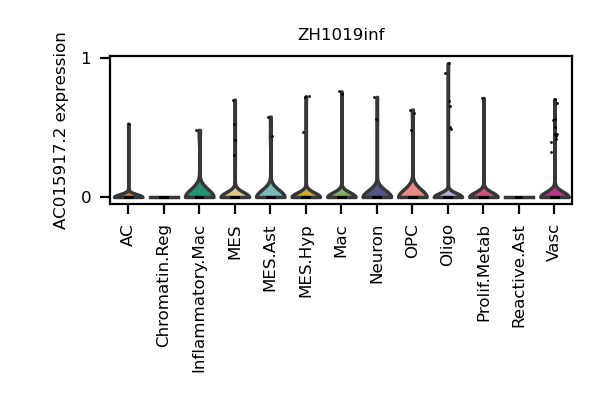 ZH1019inf
AC015917.2 expression
1
0
AC
Chromatin.Reg
Inflammatory.Mac
MES
MES.Ast
MES.Hyp
Mac
Neuron
OPC
Oligo
Prolif.Metab
Reactive.Ast
Vasc